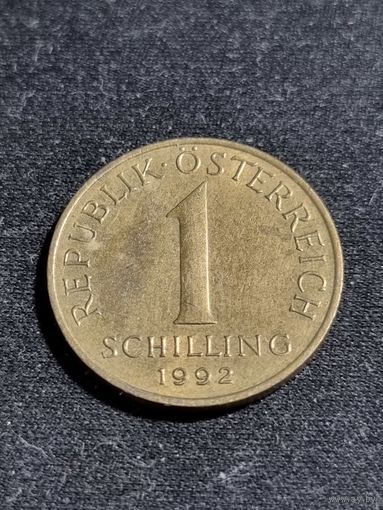 REPUBLIK · ÖSTERREICH
1
SCHILLING
1992